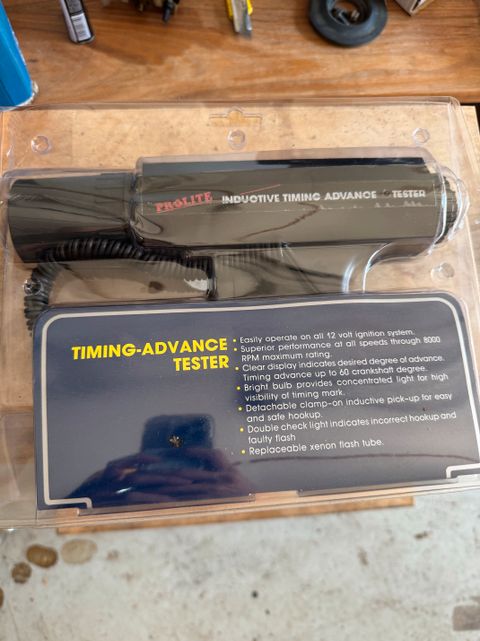 PROLITE INDUCTIVE TIMING ADVANCE TESTER
TIMING-ADVANCE
TESTER
• Easily operate on all 12 volt ignition system.
• Superior performance at all speeds through 8000
RPM maximum rating.
• Clear display indicates desired degree of advance.
Timing advance up to 60 crankshaft degree.
• Bright bulb provides concentrated light for high
visibility of timing mark.
• Detachable clamp-on inductive pick-up for easy
and safe hookup.
• Double check light indicates incorrect hookup and
faulty flash
• Replaceable xenon flash tube.